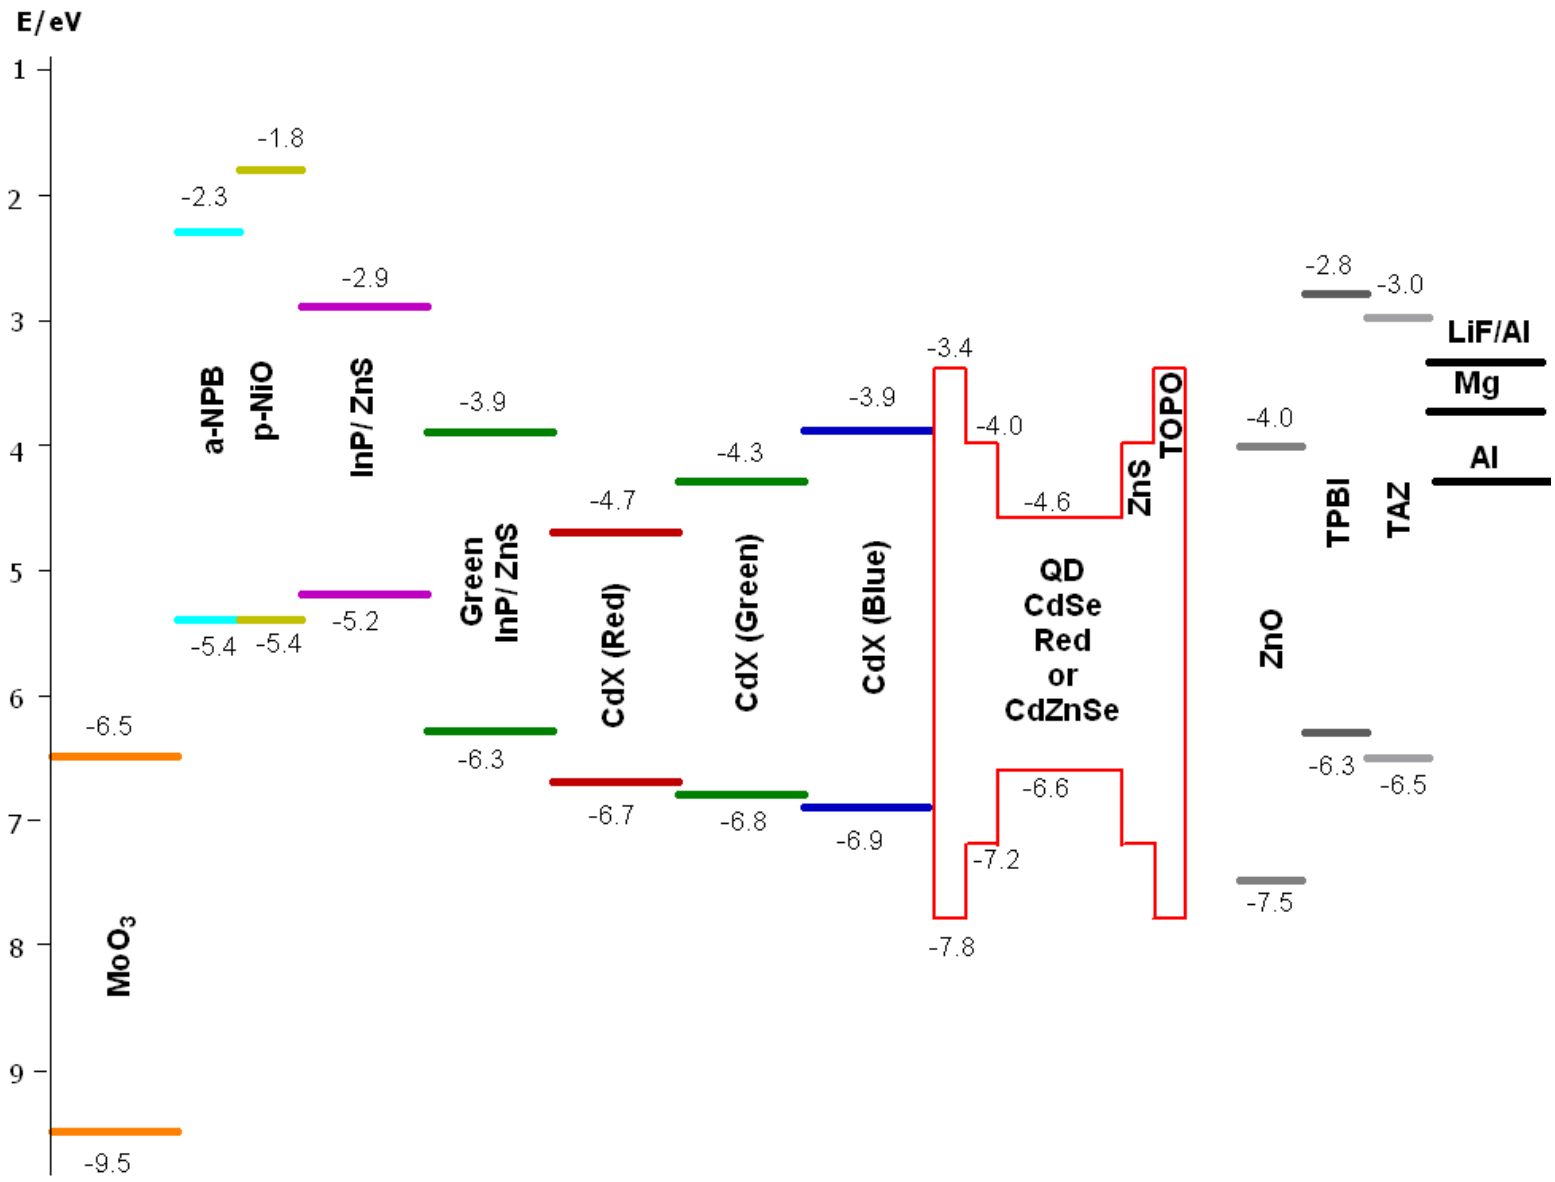 E/eV
1
2
3
4
5
6
7
8
9
-6.5
MoO₃
-9.5
-2.3
a-NPB
-5.4
-1.8
p-NiO
-5.4
-2.9
InP/ ZnS
-5.2
-3.9
Green
InP/ ZnS
-6.3
-4.7
CdX (Red)
-6.7
-4.3
CdX (Green)
-6.8
-3.9
CdX (Blue)
-6.9
-3.4
-4.0
-4.6
ZnS
TOPO
QD
CdSe
Red
or
CdZnSe
-6.6
-7.2
-7.8
-4.0
ZnO
-7.5
-2.8
TPBI
-6.3
-3.0
TAZ
-6.5
LiF/Al
Mg
Al